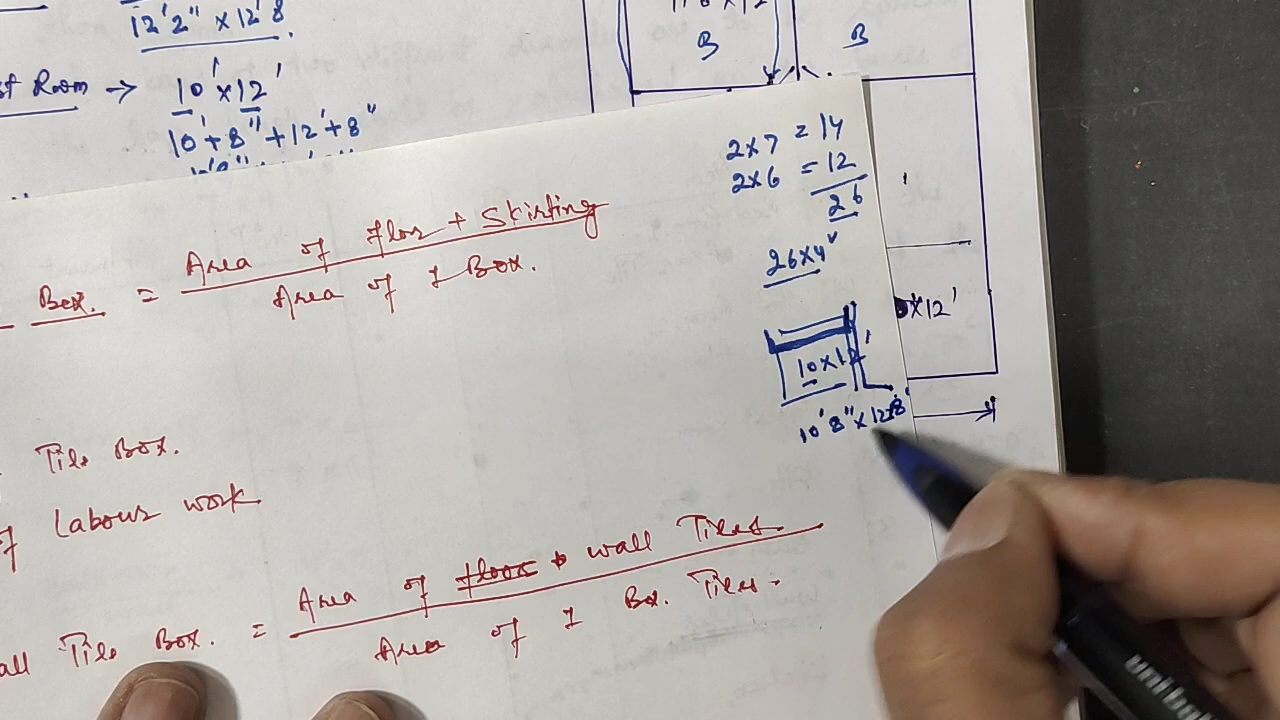 12'2" x 12'8
Room → 10' x 12'
10' + 8" + 12' + 8"
B
B
2x7 = 14
2x6 = 12
26
26x4"
Area of floor + Skirting
Box. = Area of 1 Box.
x12'
10x12'
10'8" x 12'8'
Tile Box.
of labour work
Area of wall Tiles
Tile Box. = Area of 1 Box. Tiles.